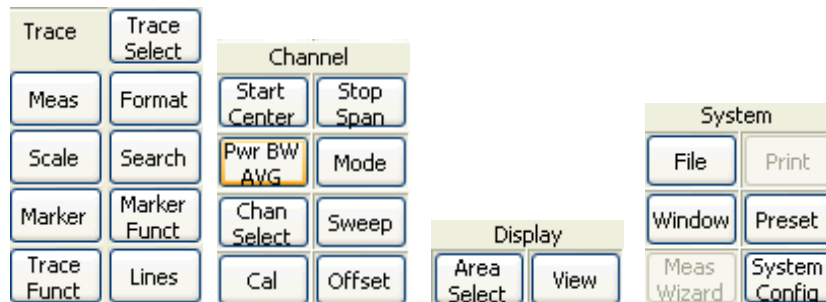 Trace
Trace
Select
Meas
Format
Scale
Search
Marker
Marker
Funct
Trace
Funct
Lines
Channel
Start
Center
Stop
Span
Pwr BW
AVG
Mode
Chan
Select
Sweep
Cal
Offset
Display
Area
Select
View
System
File
Print
Window
Preset
Meas
Wizard
System
Config